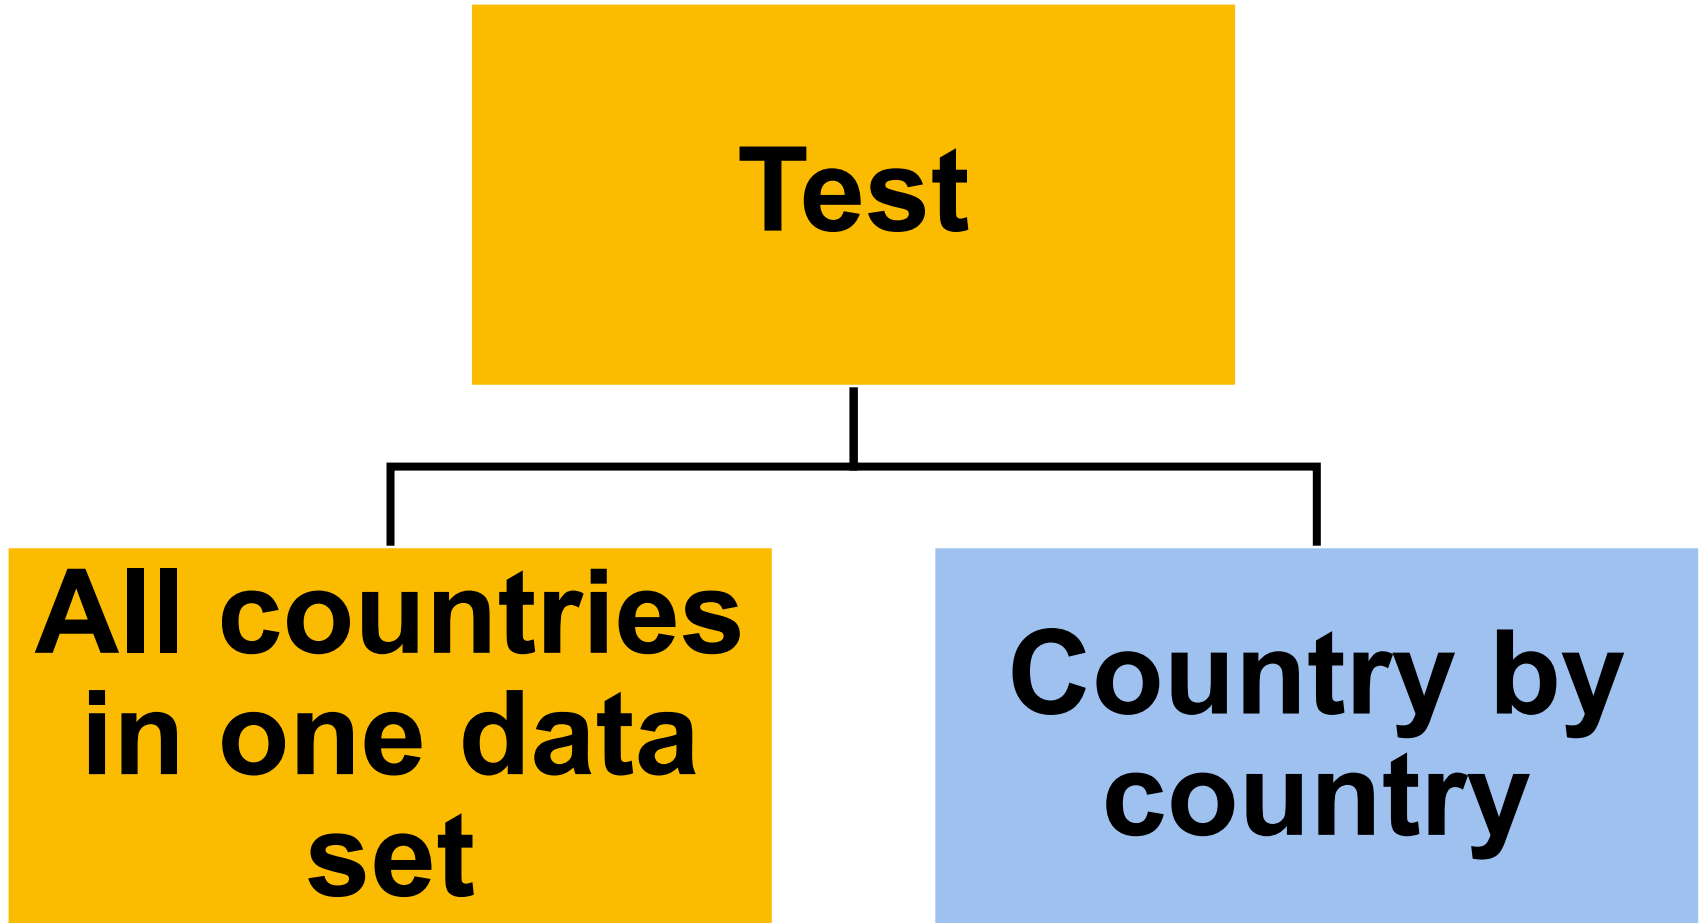 Test
All countries
in one data
set
Country by
country